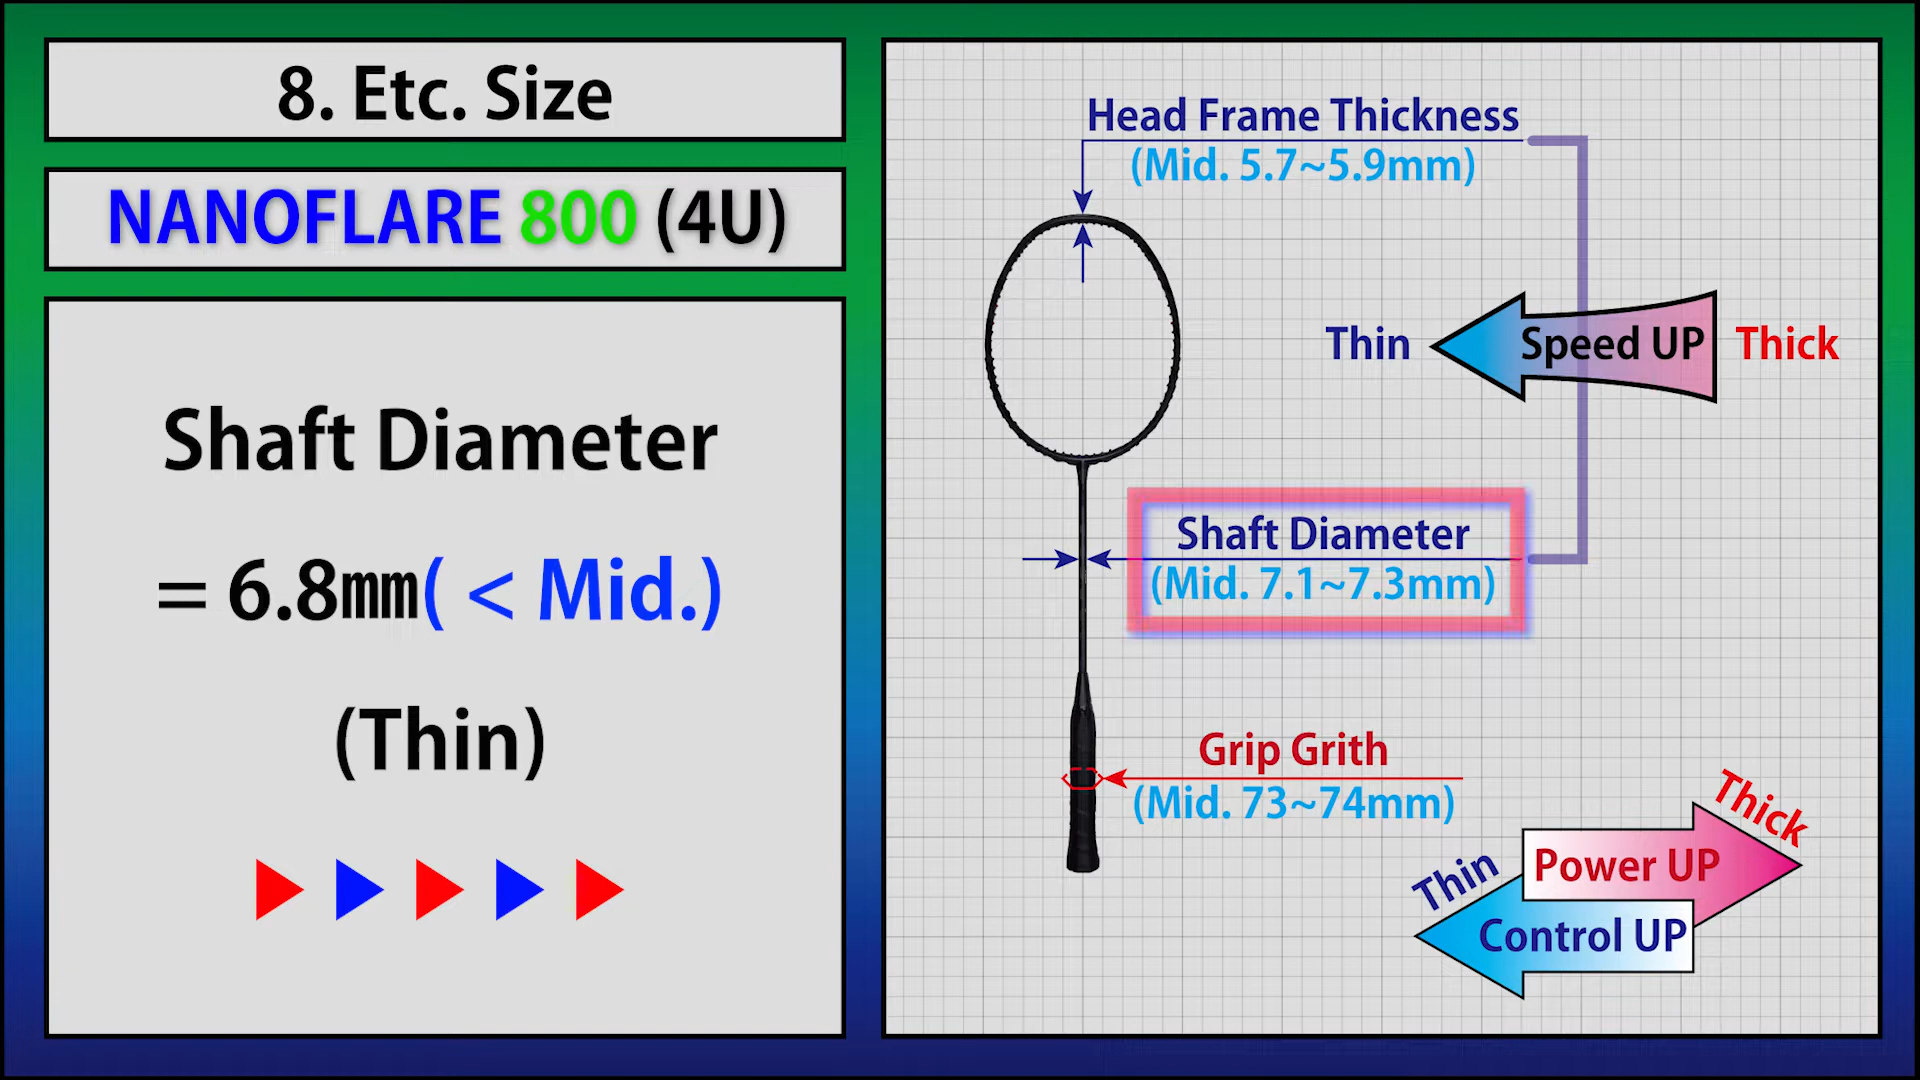 8. Etc. Size
NANOFLARE 800 (4U)
Shaft Diameter
= 6.8mm( < Mid.)
(Thin)
Head Frame Thickness
(Mid. 5.7~5.9mm)
Thin
Speed UP
Thick
Shaft Diameter
(Mid. 7.1~7.3mm)
Grip Grith
(Mid. 73~74mm)
Thick
Power UP
Thin
Control UP